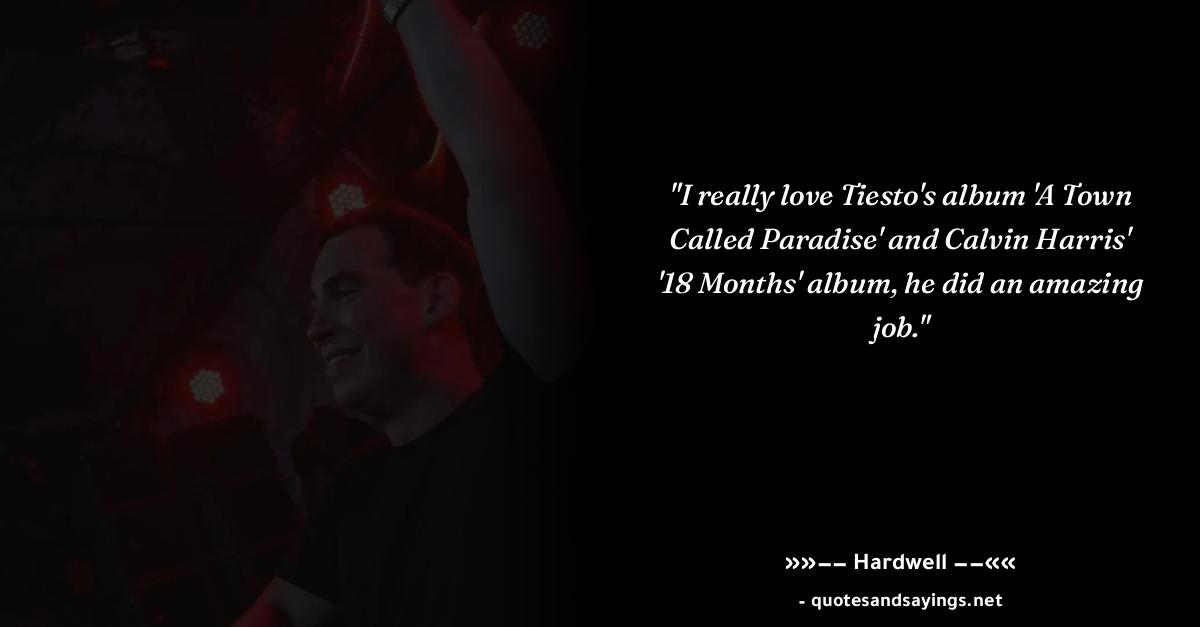 "I really love Tiesto's album 'A Town
Called Paradise' and Calvin Harris'
'18 Months' album, he did an amazing
job."
»»–– Hardwell ––««
- quotesandsayings.net